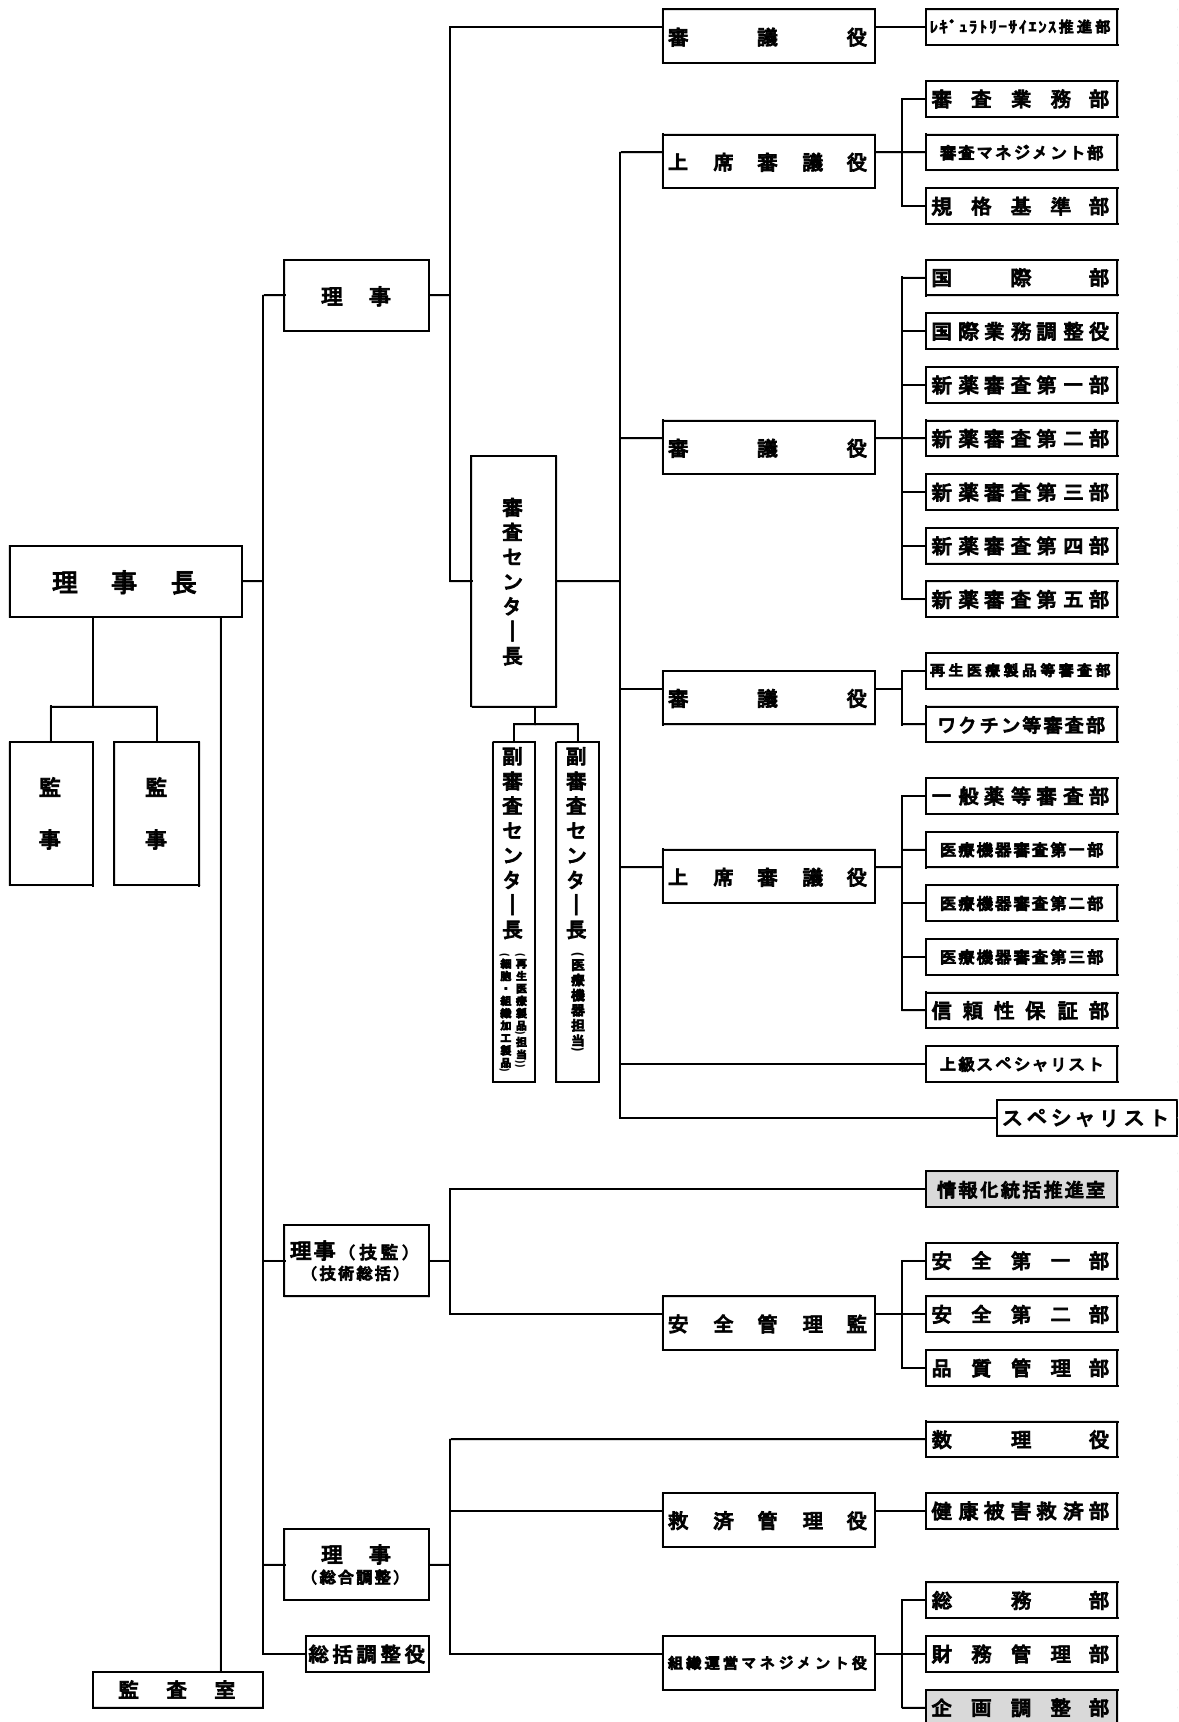 審議役
レギュラトリーサイエンス推進部
審査業務部
上席審議役
審査マネジメント部
規格基準部
理事
国際部
国際業務調整役
新薬審査第一部
審議役
新薬審査第二部
新薬審査第三部
新薬審査第四部
新薬審査第五部
審査センター長
理事長
審議役
再生医療製品等審査部
ワクチン等審査部
監事
監事
副審査センター長
(再生医療製品)担当)
(細胞・組織加工製品)
副審査センター長
(医療機器担当)
一般薬等審査部
医療機器審査第一部
上席審議役
医療機器審査第二部
医療機器審査第三部
信頼性保証部
上級スペシャリスト
スペシャリスト
情報化統括推進室
理事(技監)
(技術総括)
安全第一部
安全管理監
安全第二部
品質管理部
数理役
救済管理役
健康被害救済部
理事
(総合調整)
総務部
総括調整役
組織運営マネジメント役
財務管理部
監査室
企画調整部